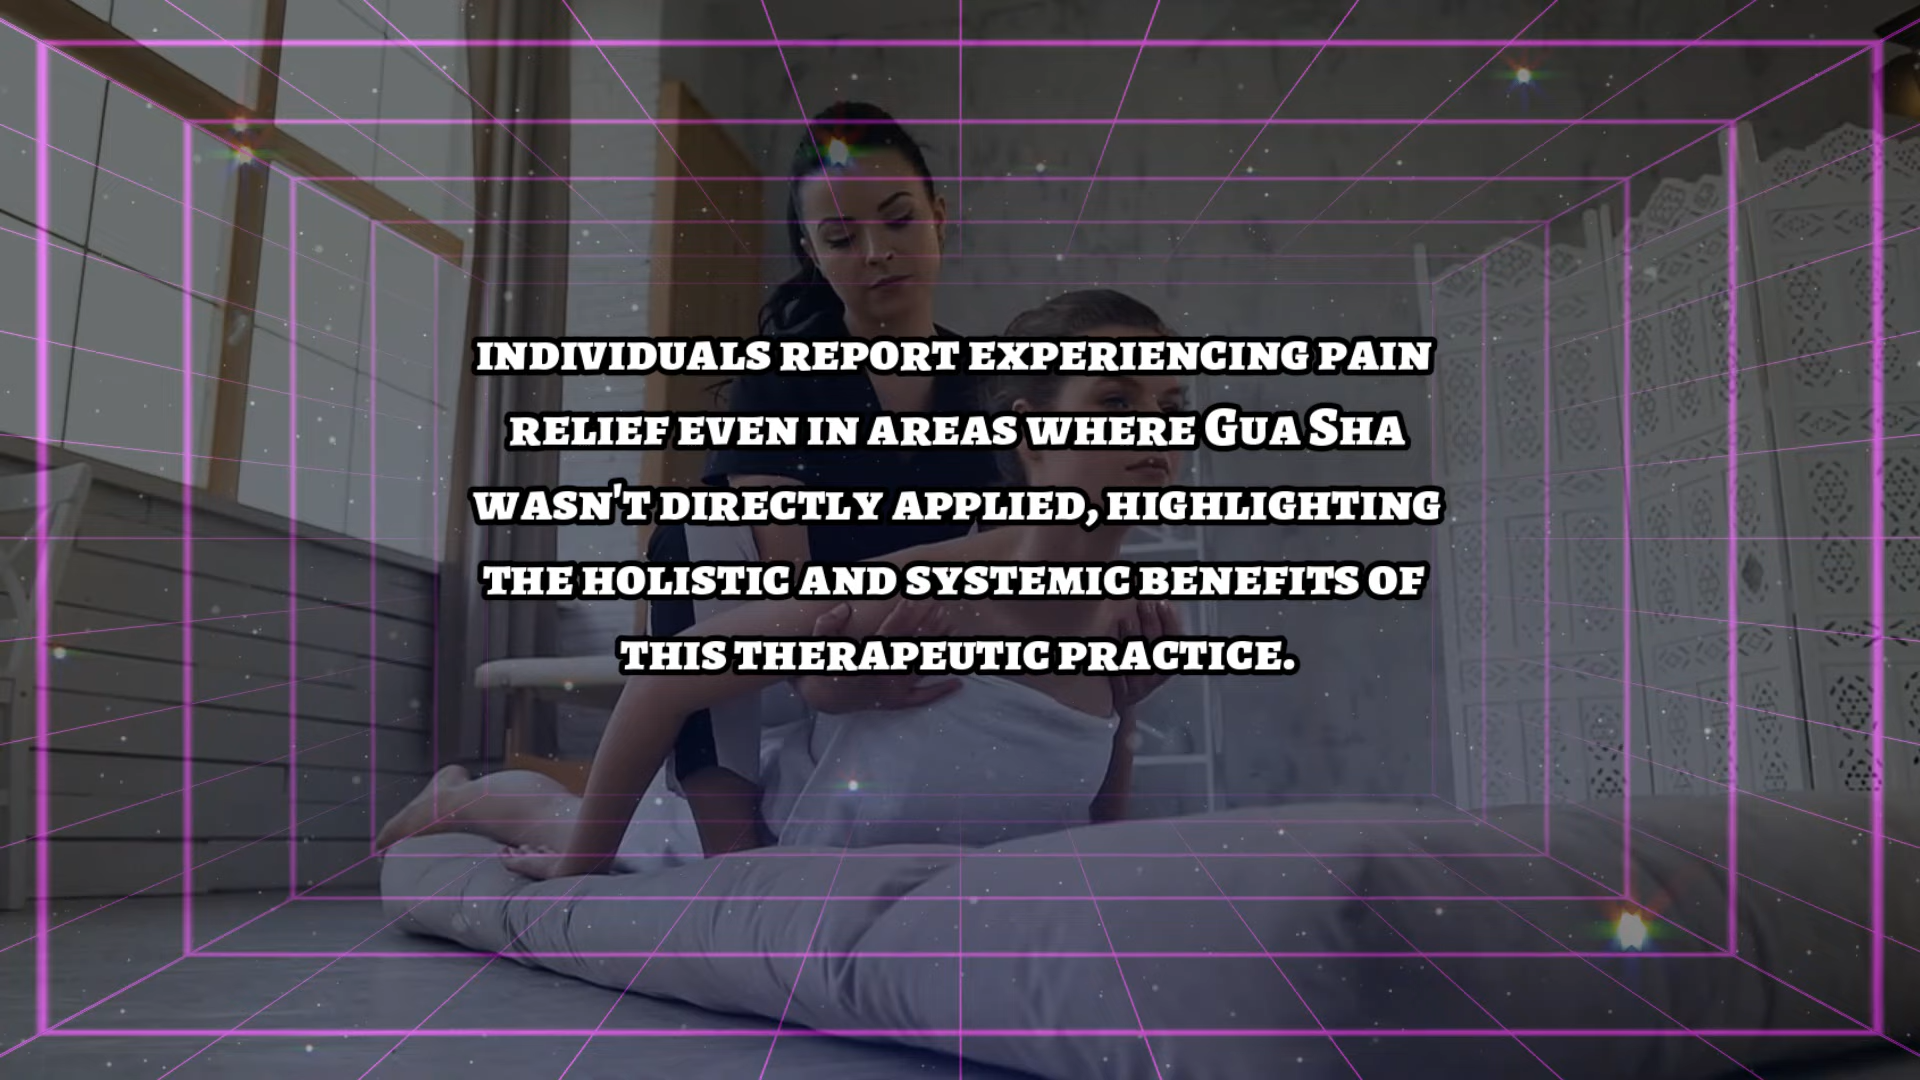 individuals report experiencing pain
relief even in areas where Gua Sha
wasn't directly applied, highlighting
the holistic and systemic benefits of
this therapeutic practice.